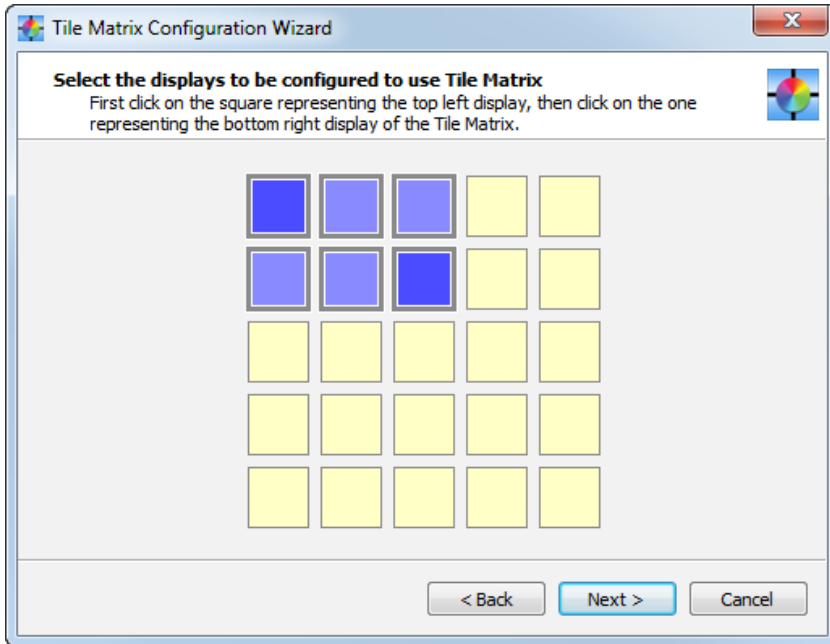 Tile Matrix Configuration Wizard
Select the displays to be configured to use Tile Matrix
First click on the square representing the top left display, then click on the one
representing the bottom right display of the Tile Matrix.
< Back
Next >
Cancel